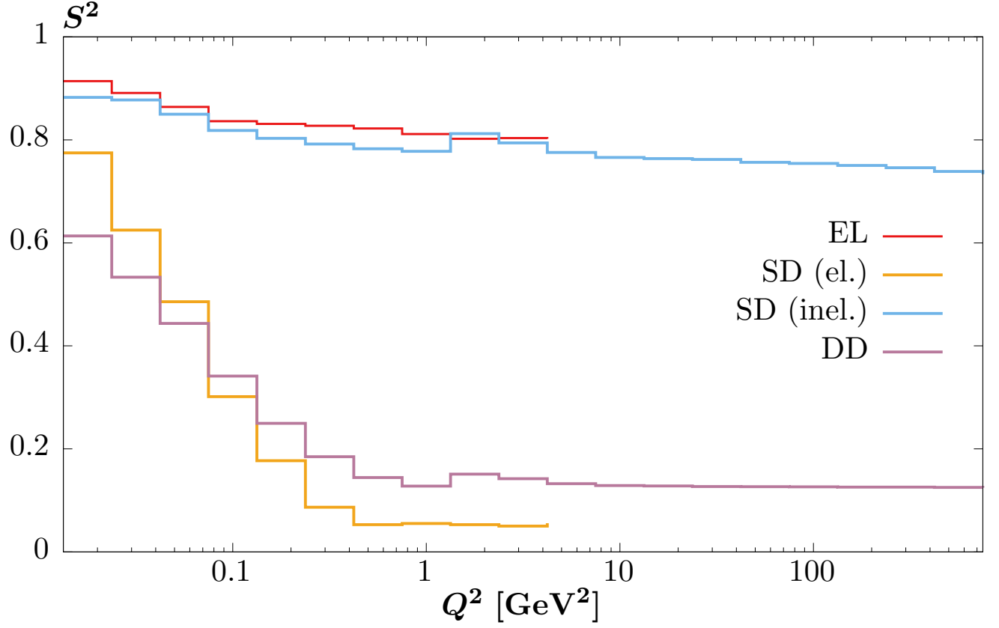 S²
1
0.8
0.6
0.4
0.2
0
EL
SD (el.)
SD (inel.)
DD
0.1 1 10 100
Q² [GeV²]